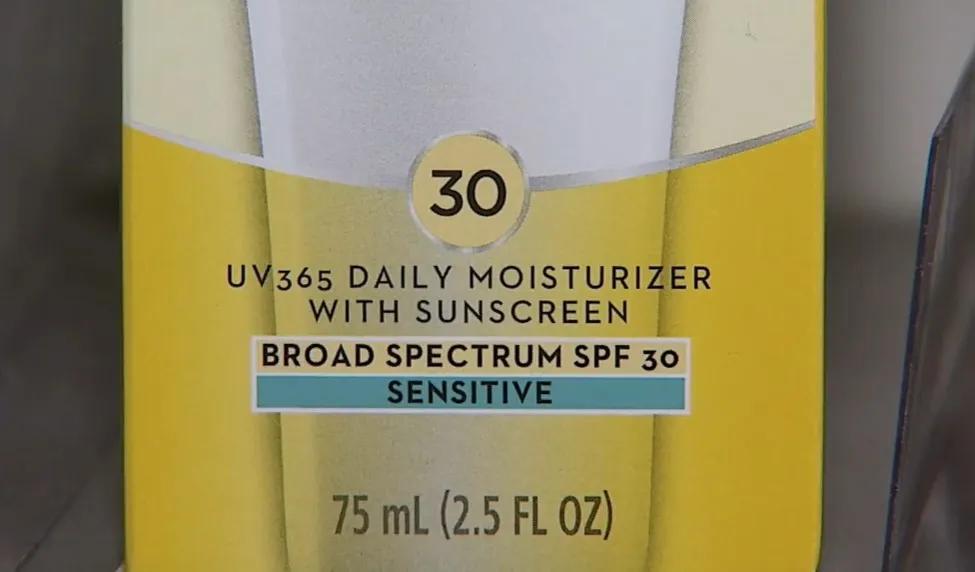 30
UV365 DAILY MOISTURIZER
WITH SUNSCREEN
BROAD SPECTRUM SPF 30
SENSITIVE
75 mL (2.5 FL OZ)